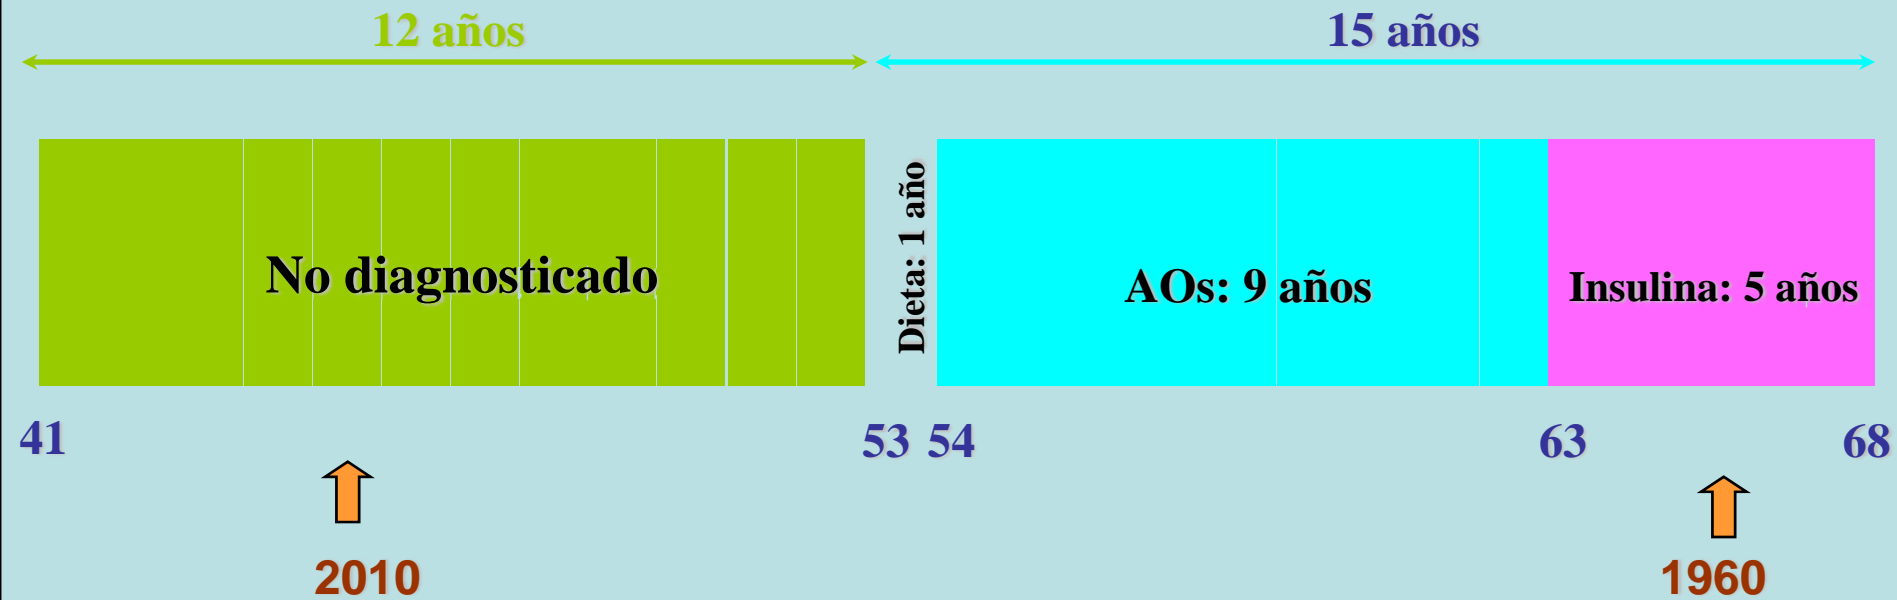 12 años
15 años
No diagnosticado
Dieta: 1 año
AOs: 9 años
Insulina: 5 años
41
53
54
63
68
2010
1960